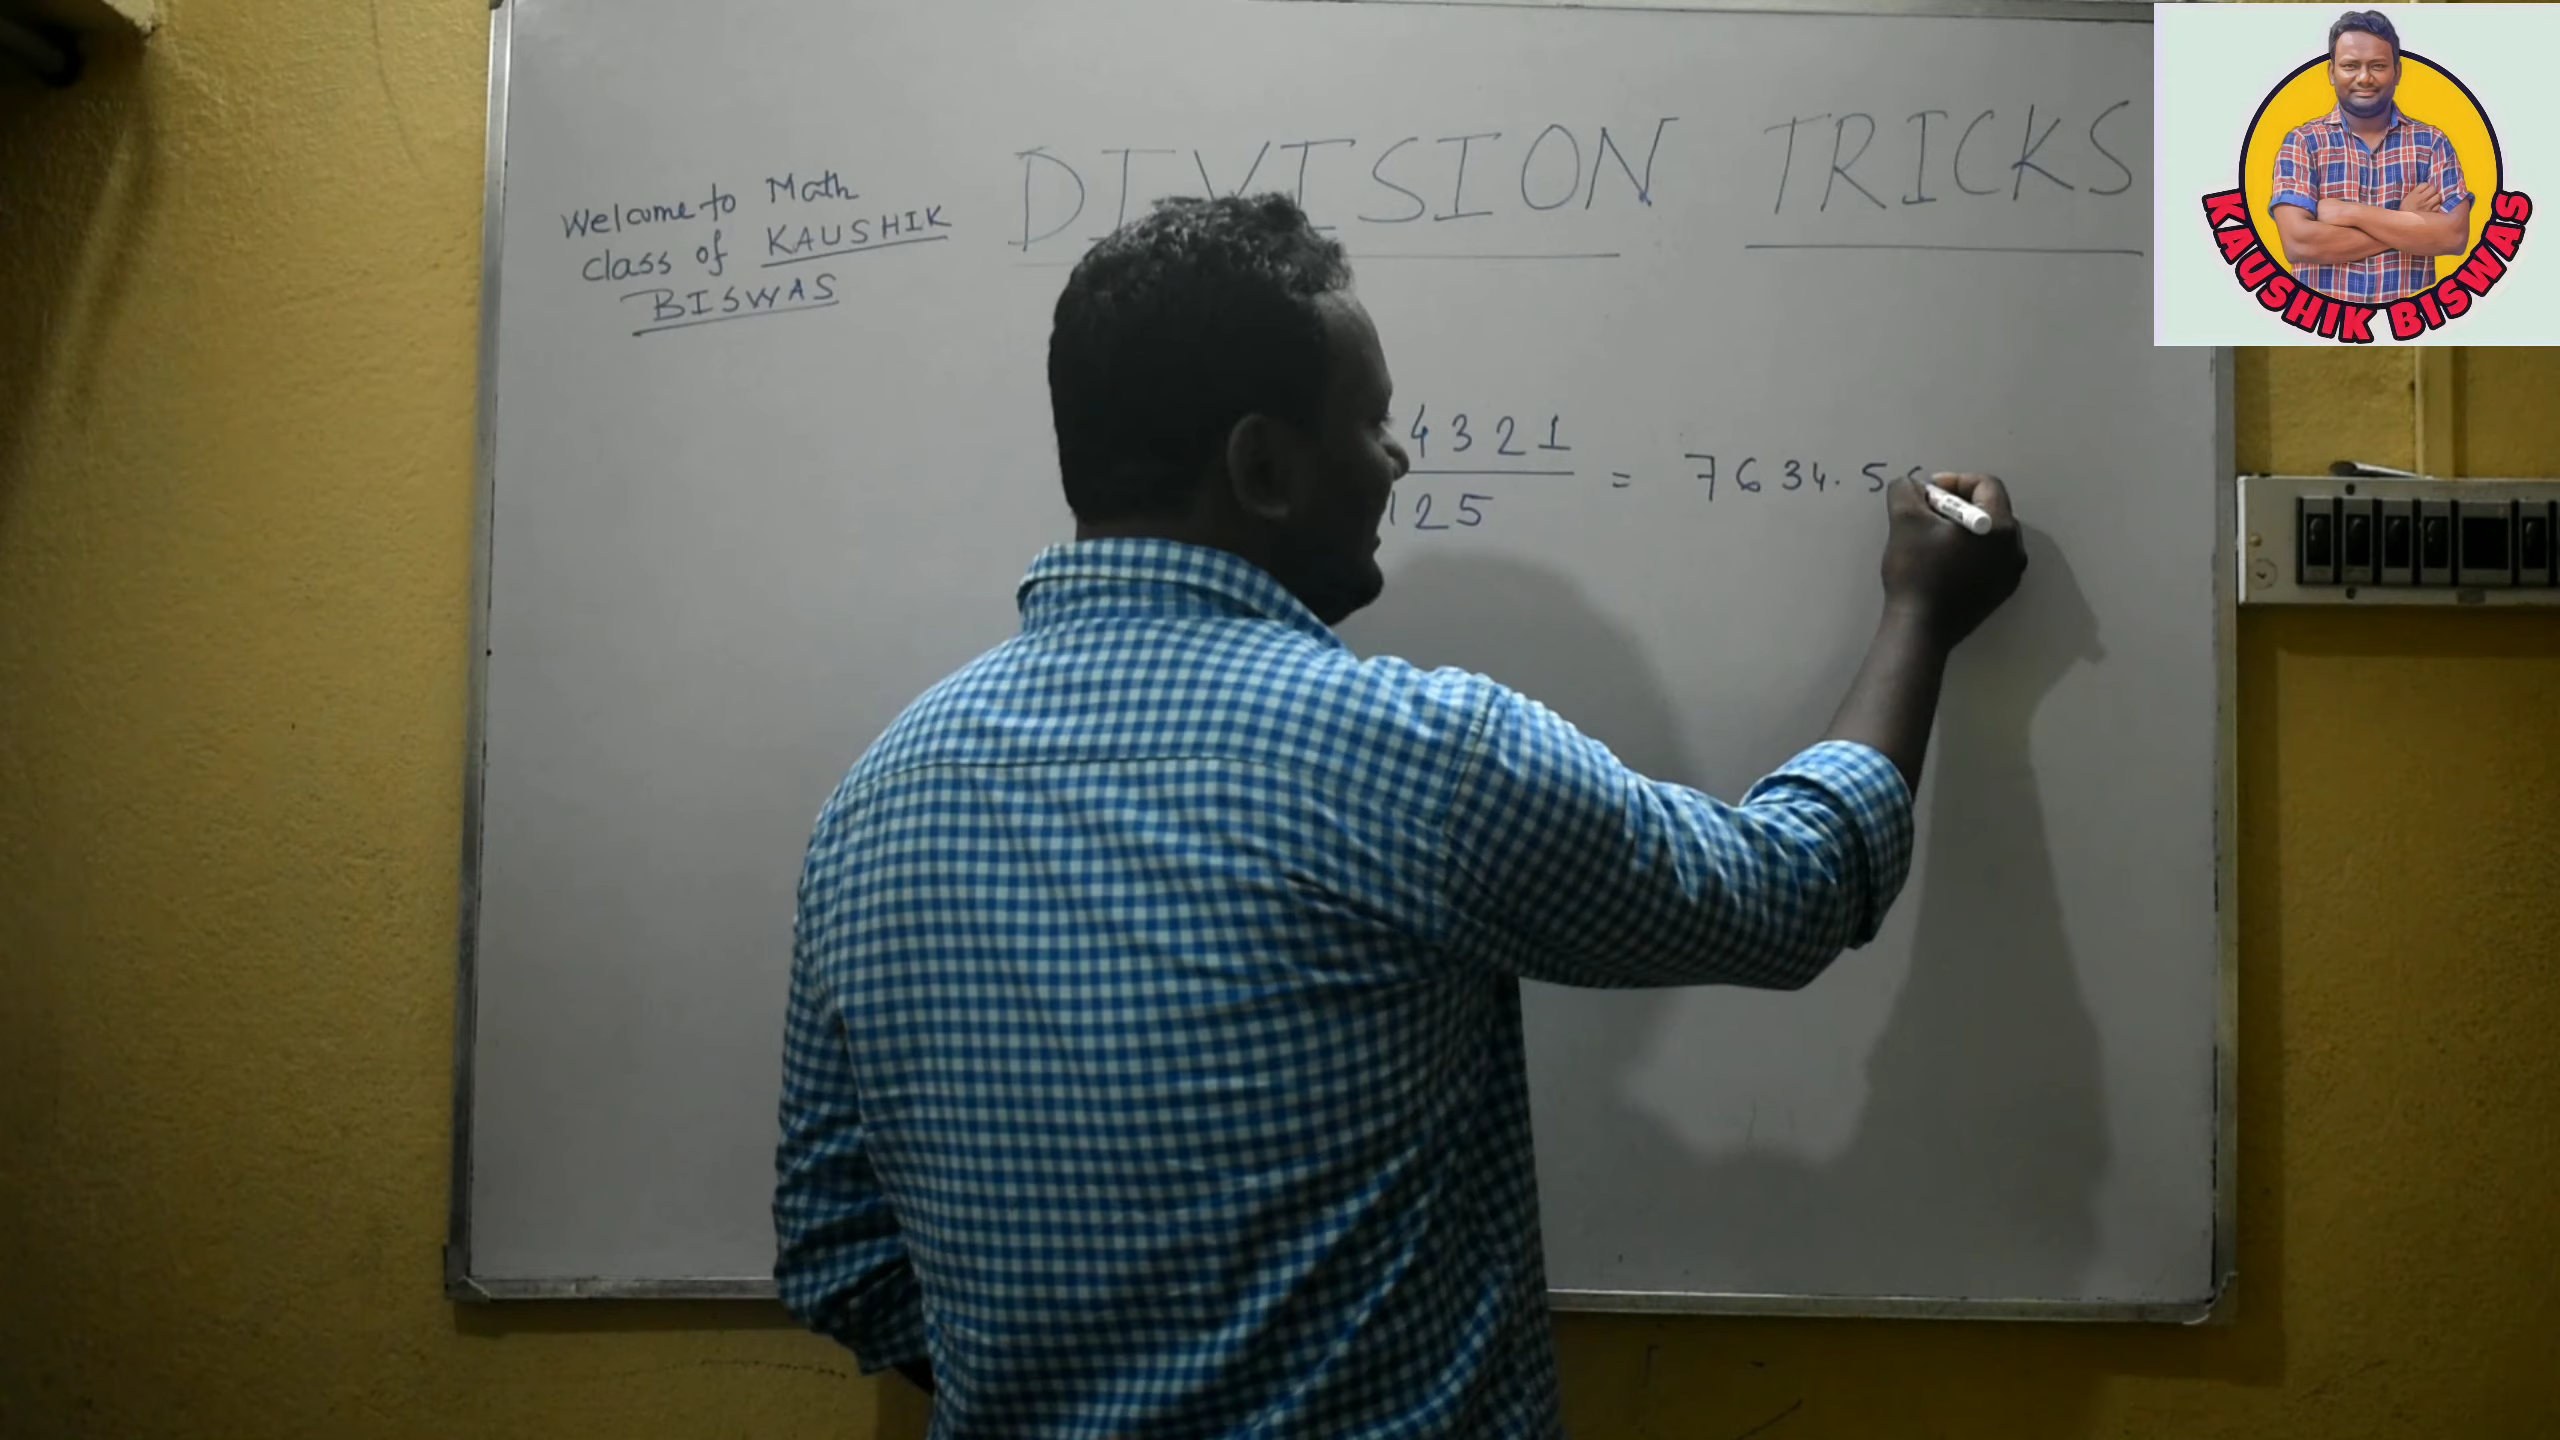 DIVISION TRICKS
Welcome to Math
class of KAUSHIK
BISWAS
4321
125
= 7634.5
KAUSHIK BISWAS